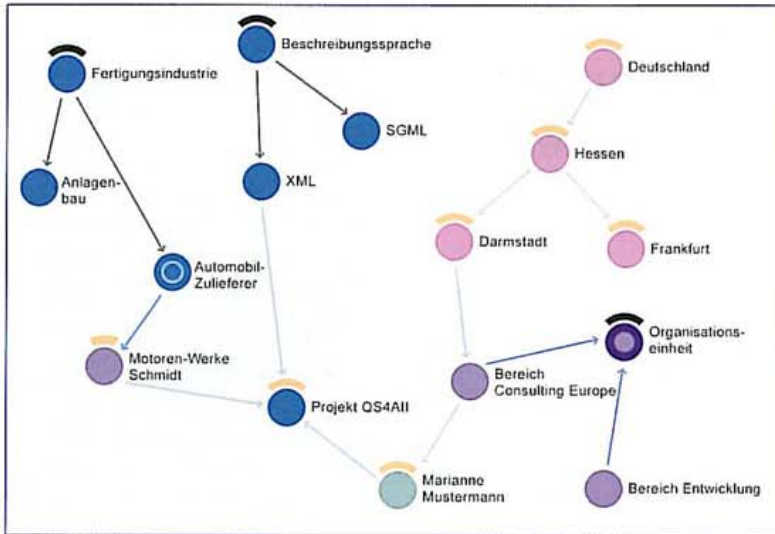 Beschreibungssprache
Deutschland
Fertigungsindustrie
SGML
Hessen
Anlagen-
bau
XML
Darmstadt
Frankfurt
Automobil-
Zulieferer
Organisations-
einheit
Motoren-Werke
Schmidt
Bereich
Consulting Europe
Projekt QS4All
Marianne
Mustermann
Bereich Entwicklung